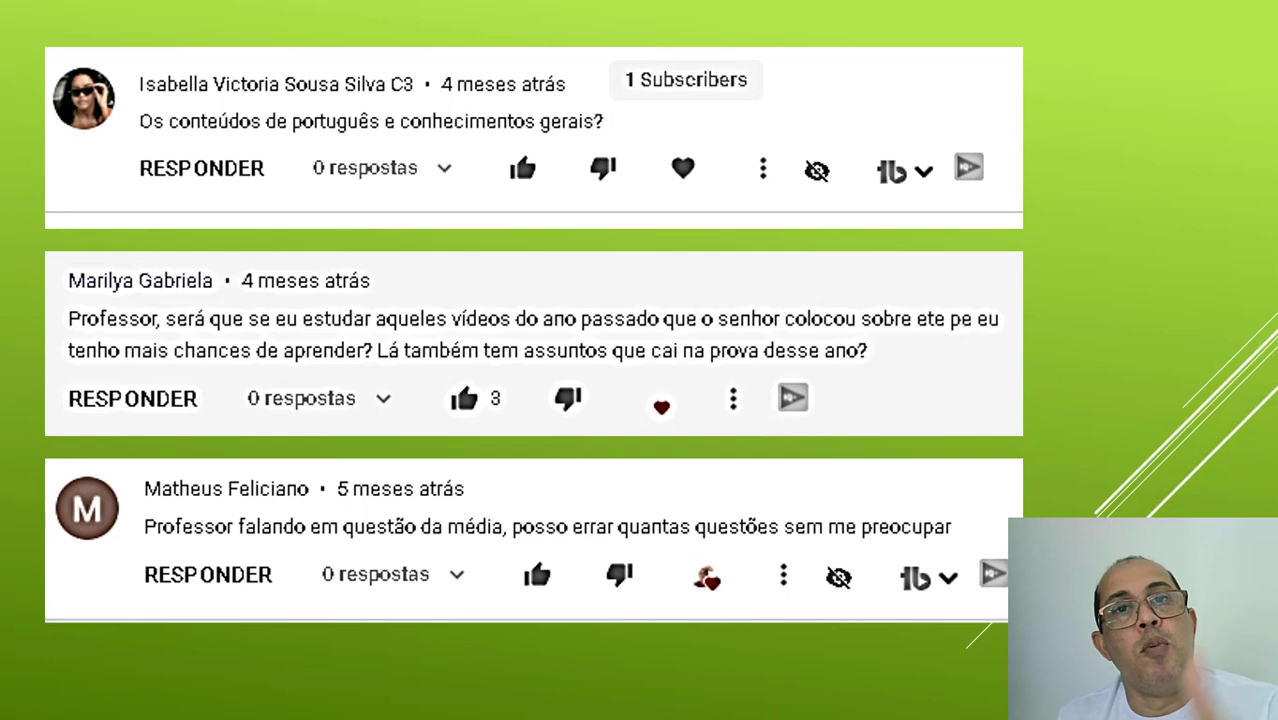 Isabella Victoria Sousa Silva C3 • 4 meses atrás 1 Subscribers
Os conteúdos de português e conhecimentos gerais?
RESPONDER 0 respostas
Marilya Gabriela • 4 meses atrás
Professor, será que se eu estudar aqueles vídeos do ano passado que o senhor colocou sobre ete pe eu
tenho mais chances de aprender? Lá também tem assuntos que cai na prova desse ano?
RESPONDER 0 respostas 3
M Matheus Feliciano • 5 meses atrás
Professor falando em questão da média, posso errar quantas questões sem me preocupar
RESPONDER 0 respostas